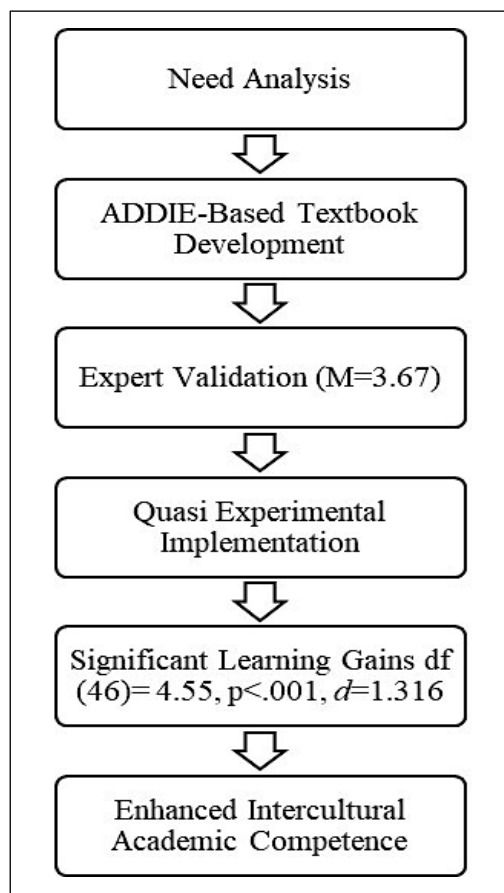 Need Analysis
ADDIE-Based Textbook
Development
Expert Validation (M=3.67)
Quasi Experimental
Implementation
Significant Learning Gains df
(46)= 4.55, p<.001, d=1.316
Enhanced Intercultural
Academic Competence